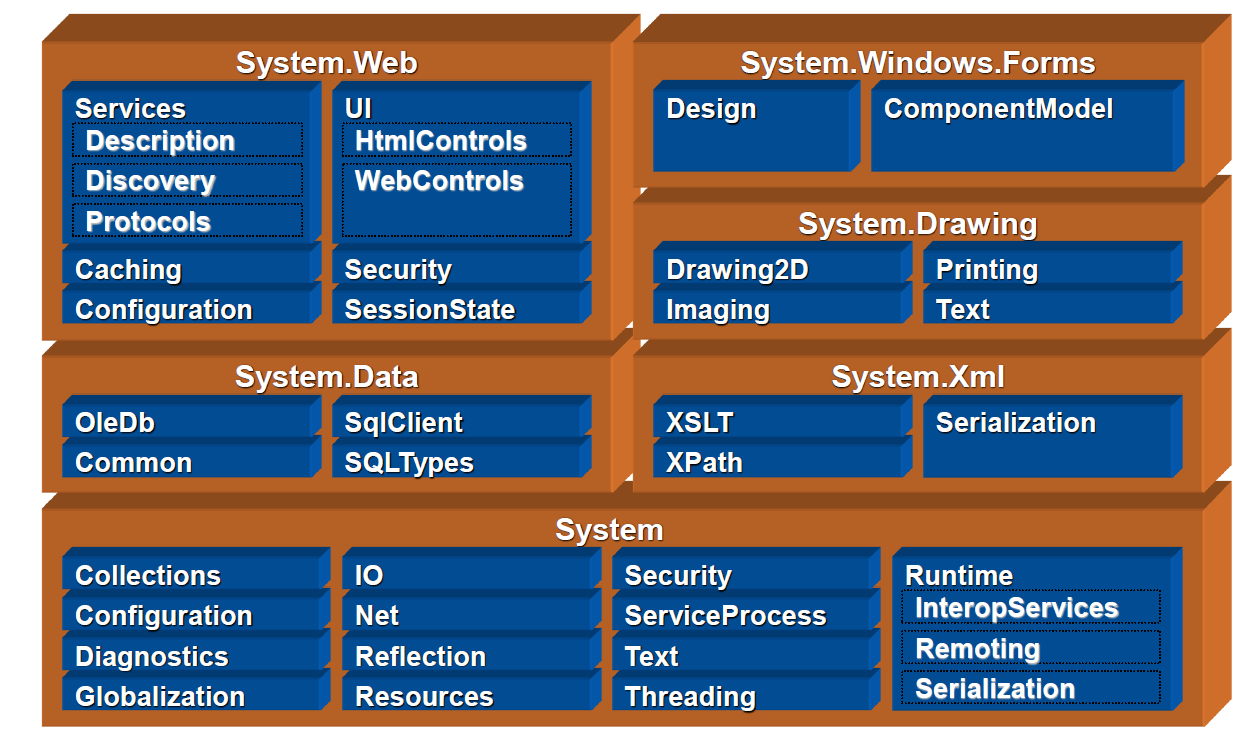 System.Web
Services
Description
Discovery
Protocols
UI
HtmlControls
WebControls
Caching
Security
Configuration
SessionState
System.Windows.Forms
Design
ComponentModel
System.Drawing
Drawing2D
Printing
Imaging
Text
System.Data
OleDb
SqlClient
Common
SQLTypes
System.Xml
XSLT
Serialization
XPath
System
Collections
IO
Security
Runtime
InteropServices
Remoting
Serialization
Configuration
Net
ServiceProcess
Diagnostics
Reflection
Text
Globalization
Resources
Threading